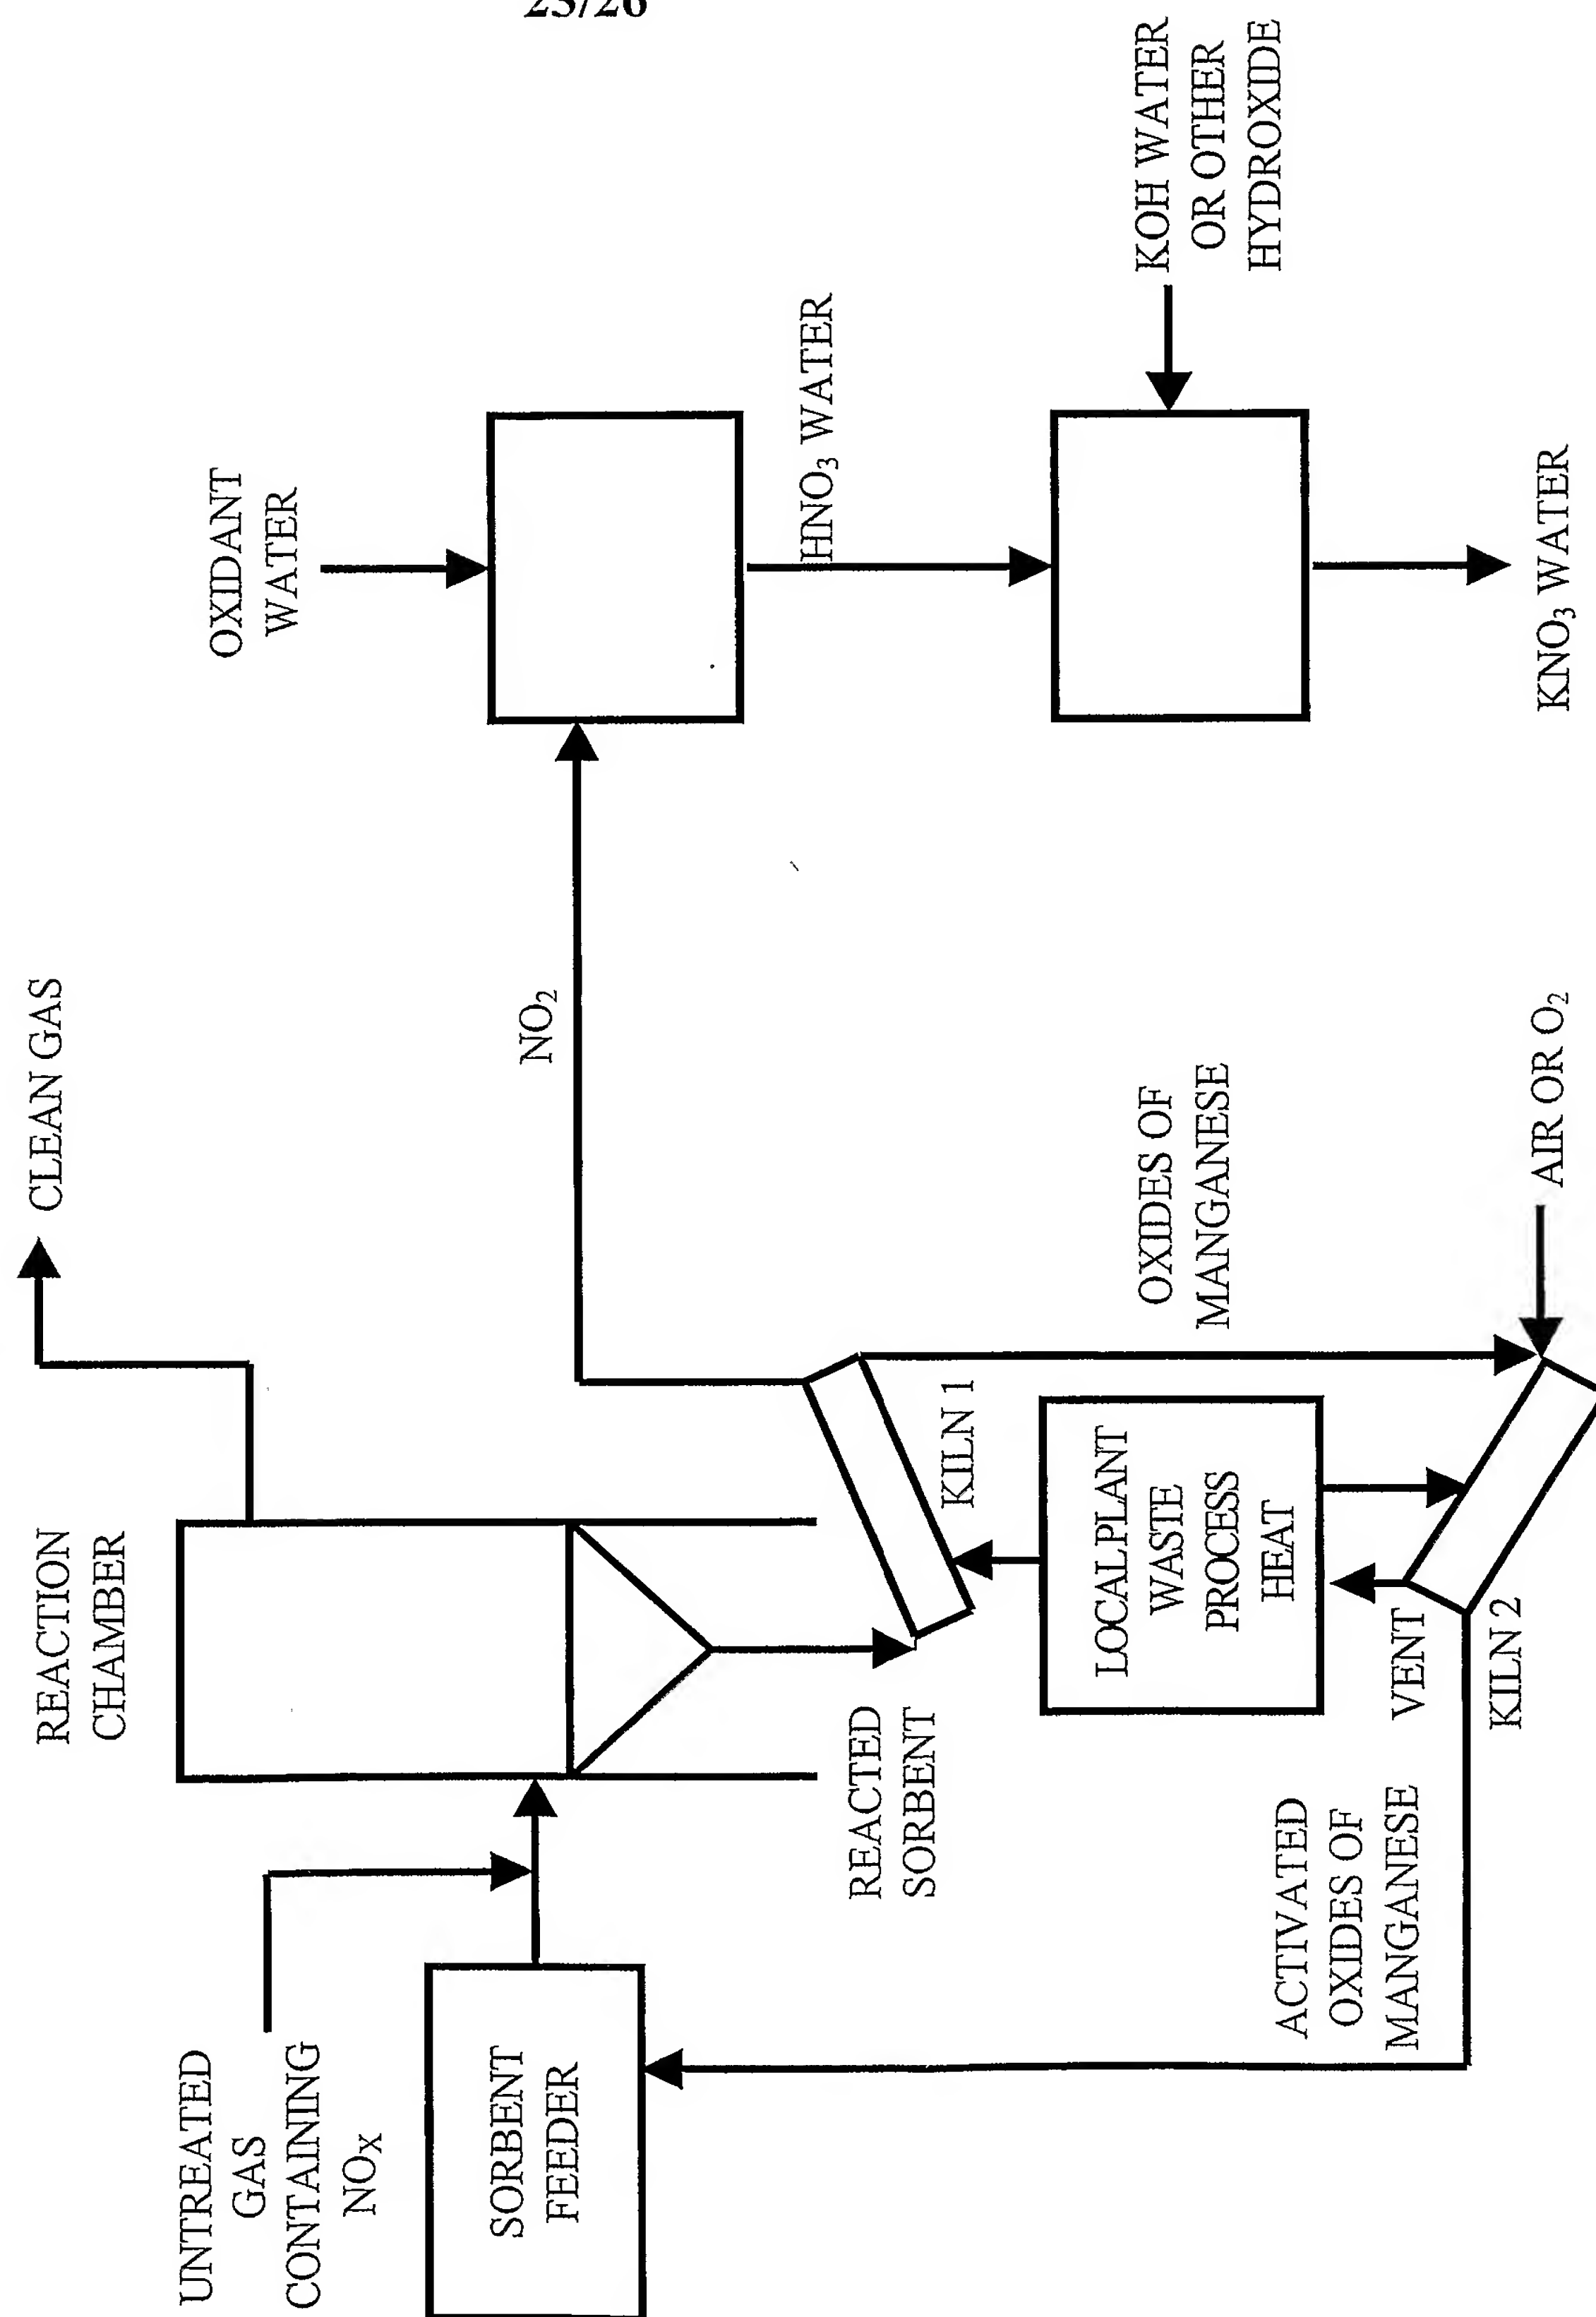 23/26
UNTREATED
GAS
CONTAINING
NOX
SORBENT
FEEDER
REACTION
CHAMBER
CLEAN GAS
REACTED
SORBENT
KILN 1
NO2
OXIDANT
WATER
HNO3 WATER
KOH WATER
OR OTHER
HYDROXIDE
KNO3 WATER
OXIDES OF
MANGANESE
AIR OR O2
LOCAL PLANT
WASTE
PROCESS
HEAT
VENT
KILN 2
ACTIVATED
OXIDES OF
MANGANESE